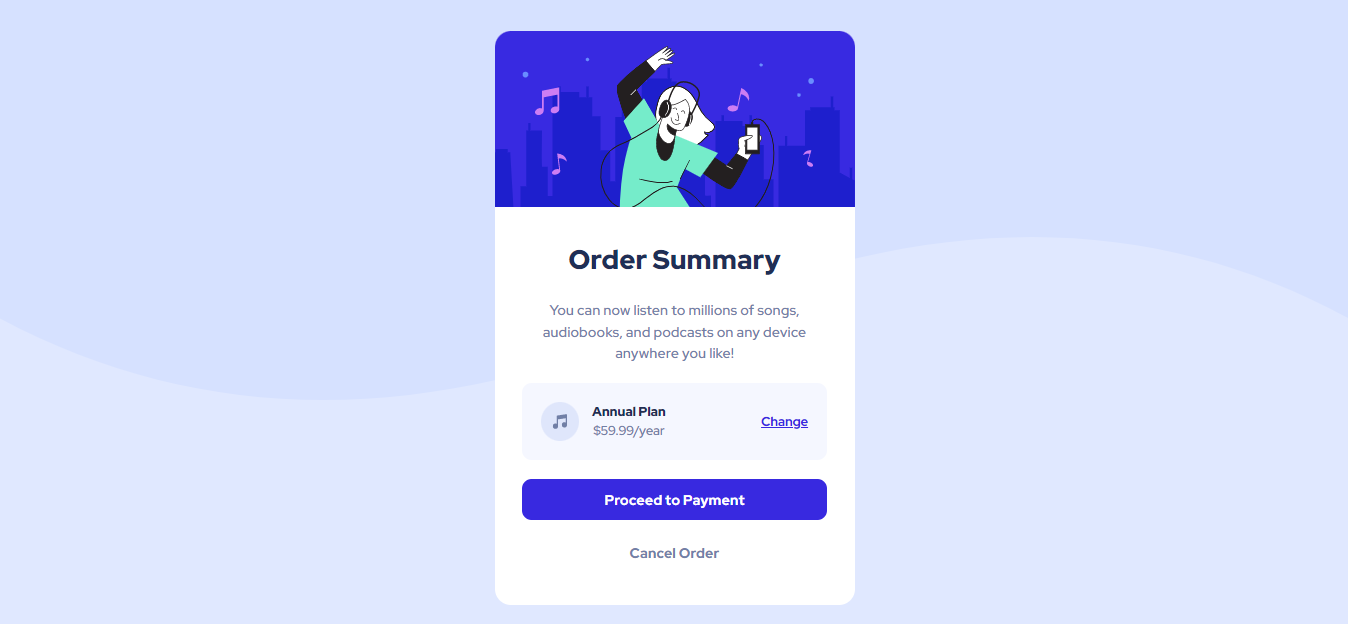 Order Summary
You can now listen to millions of songs,
audiobooks, and podcasts on any device
anywhere you like!
Annual Plan
$59.99/year
Change
Proceed to Payment
Cancel Order